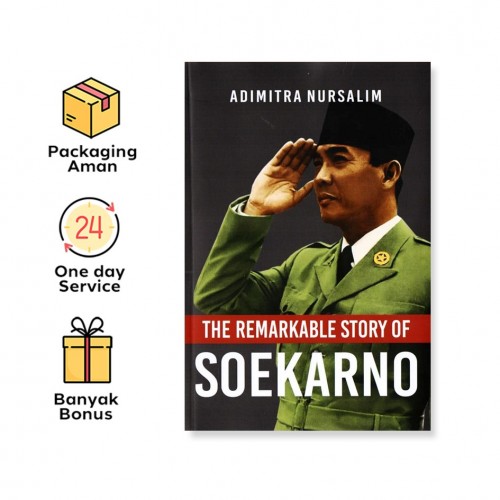 Packaging
Aman
24
One day
Service
Banyak
Bonus
ADIMITRA NURSALIM
THE REMARKABLE STORY OF
SOEKARNO